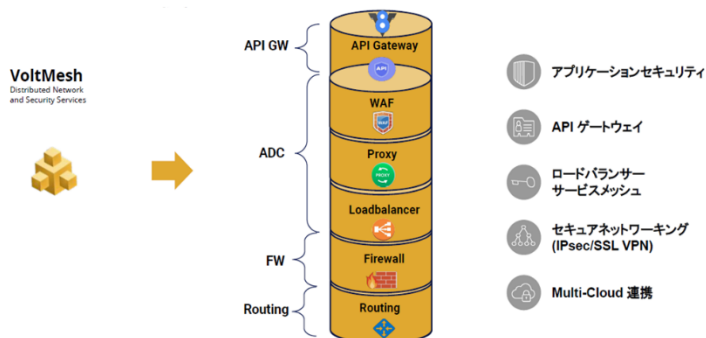 VoltMesh
Distributed Network
and Security Services
API GW
ADC
FW
Routing
API Gateway
API
WAF
WAF
Proxy
PROXY
Loadbalancer
Firewall
Routing
アプリケーションセキュリティ
API ゲートウェイ
ロードバランサー
サービスメッシュ
セキュアネットワーキング
(IPsec/SSL VPN)
Multi-Cloud 連携